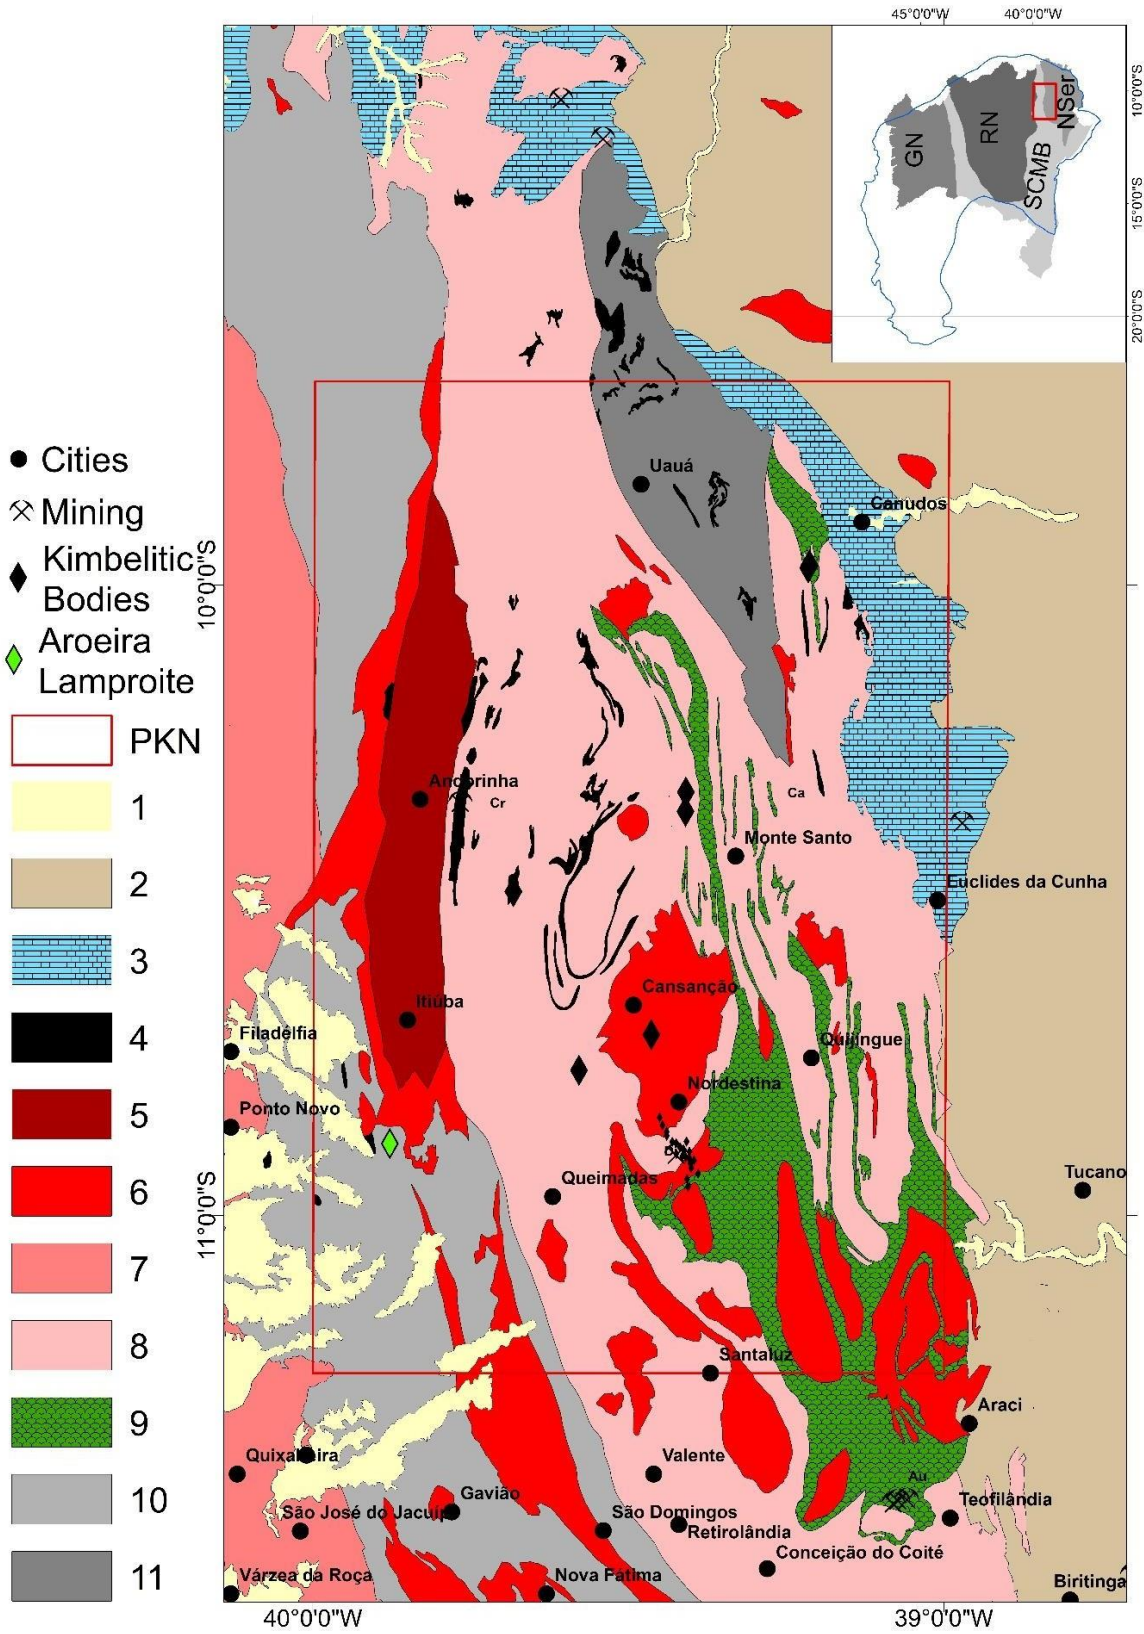 45°0'0"W
40°0'0"W
10°0'0"S
15°0'0"S
20°0'0"S
GN
RN
SCMB
NSer
Cities
Mining
Kimbelitic
Bodies
Aroeira
Lamproite
PKN
1
2
3
4
5
6
7
8
9
10
11
10°0'0"S
11°0'0"S
Uauá
Canudos
Andorinha
Cr
Ca
Monte Santo
Euclides da Cunha
Cansanção
Itiúba
Filadélfia
Quijingue
Nordestina
Ponto Novo
Queimadas
Tucano
Santaluz
Araci
Quixabeira
Valente
Au
São José do Jacuípe
Gavião
São Domingos
Teofilândia
Retirolândia
Conceição do Coité
Várzea da Roça
Nova Fátima
Biritinga
40°0'0"W
39°0'0"W